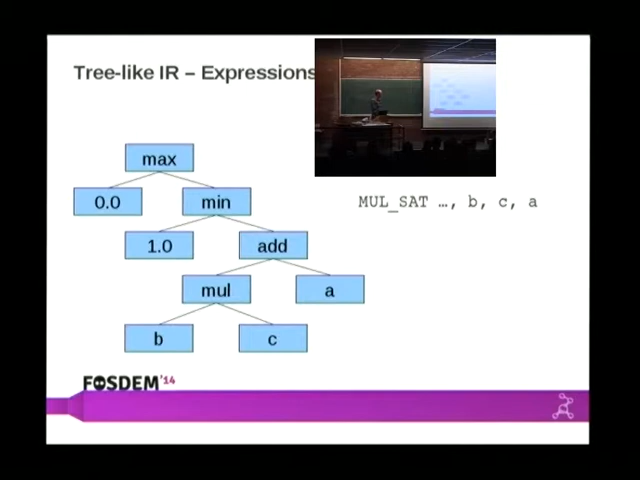 Tree-like IR – Expressions
max
0.0 min
MUL_SAT …, b, c, a
1.0 add
mul a
b c
FOSDEM'14